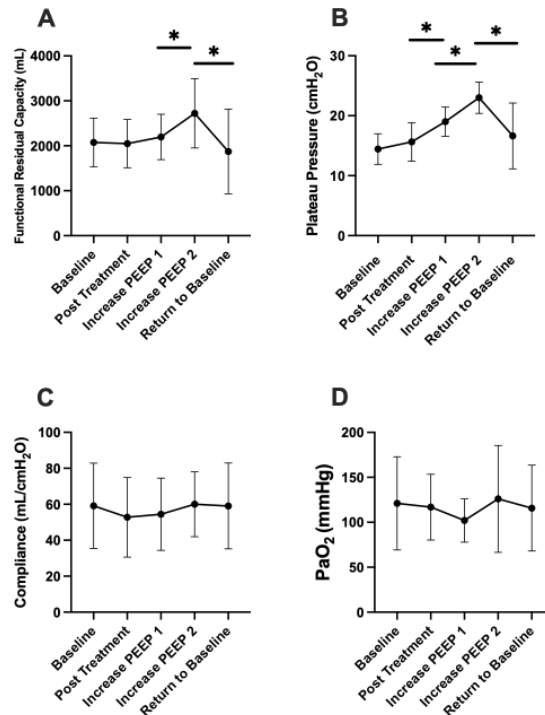 A
*
*
Functional Residual Capacity (mL)
4000
3000
2000
1000
0
Baseline
Post Treatment
Increase PEEP 1
Increase PEEP 2
Return to Baseline
B
*
*
*
Plateau Pressure (cmH₂O)
30
20
10
0
Baseline
Post Treatment
Increase PEEP 1
Increase PEEP 2
Return to Baseline
C
Compliance (mL/cmH₂O)
100
80
60
40
20
0
Baseline
Post Treatment
Increase PEEP 1
Increase PEEP 2
Return to Baseline
D
PaO₂ (mmHg)
200
150
100
50
0
Baseline
Post Treatment
Increase PEEP 1
Increase PEEP 2
Return to Baseline